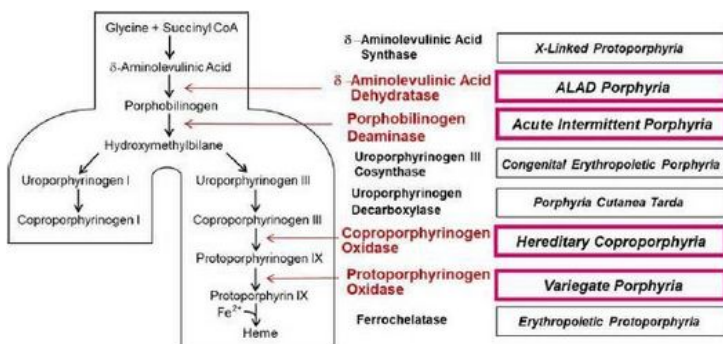 Glycine + Succinyl CoA
δ-Aminolevulinic Acid
Porphobilinogen
Hydroxymethylbilane
Uroporphyrinogen I
Uroporphyrinogen III
Coproporphyrinogen I
Coproporphyrinogen III
Protoporphyrinogen IX
Protoporphyrin IX
Fe²⁺
Heme
δ-Aminolevulinic Acid
Synthase
δ-Aminolevulinic Acid
Dehydratase
Porphobilinogen
Deaminase
Uroporphyrinogen III
Cosynthase
Uroporphyrinogen
Decarboxylase
Coproporphyrinogen
Oxidase
Protoporphyrinogen
Oxidase
Ferrochelatase
X-Linked Protoporphyria
ALAD Porphyria
Acute Intermittent Porphyria
Congenital Erythropoietic Porphyria
Porphyria Cutanea Tarda
Hereditary Coproporphyria
Variegate Porphyria
Erythropoietic Protoporphyria